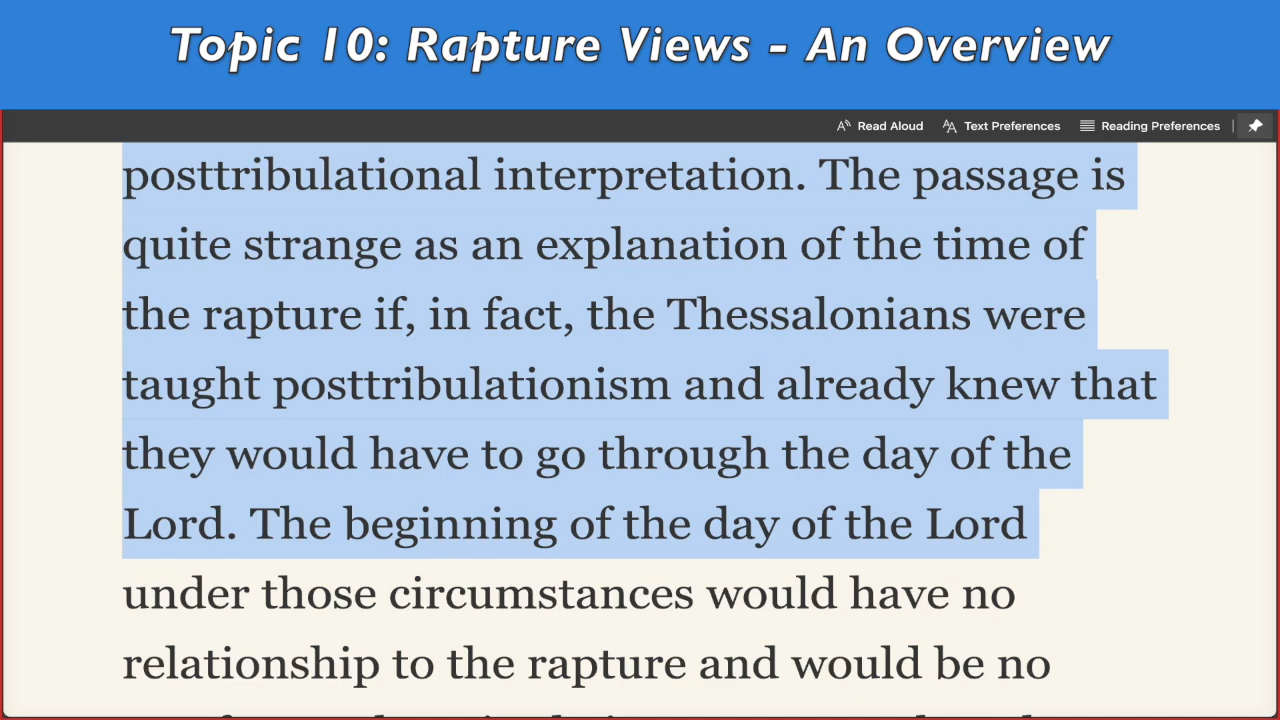 Topic 10: Rapture Views - An Overview
Read Aloud Text Preferences Reading Preferences
posttribulational interpretation. The passage is
quite strange as an explanation of the time of
the rapture if, in fact, the Thessalonians were
taught posttribulationism and already knew that
they would have to go through the day of the
Lord. The beginning of the day of the Lord
under those circumstances would have no
relationship to the rapture and would be no